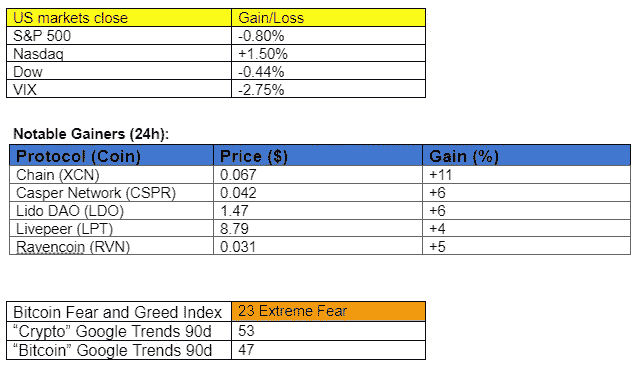 US markets close Gain/Loss
S&P 500 -0.80%
Nasdaq +1.50%
Dow -0.44%
VIX -2.75%
Notable Gainers (24h):
Protocol (Coin) Price ($) Gain (%)
Chain (XCN) 0.067 +11
Casper Network (CSPR) 0.042 +6
Lido DAO (LDO) 1.47 +6
Livepeer (LPT) 8.79 +4
Ravencoin (RVN) 0.031 +5
Bitcoin Fear and Greed Index 23 Extreme Fear
“Crypto” Google Trends 90d 53
“Bitcoin” Google Trends 90d 47